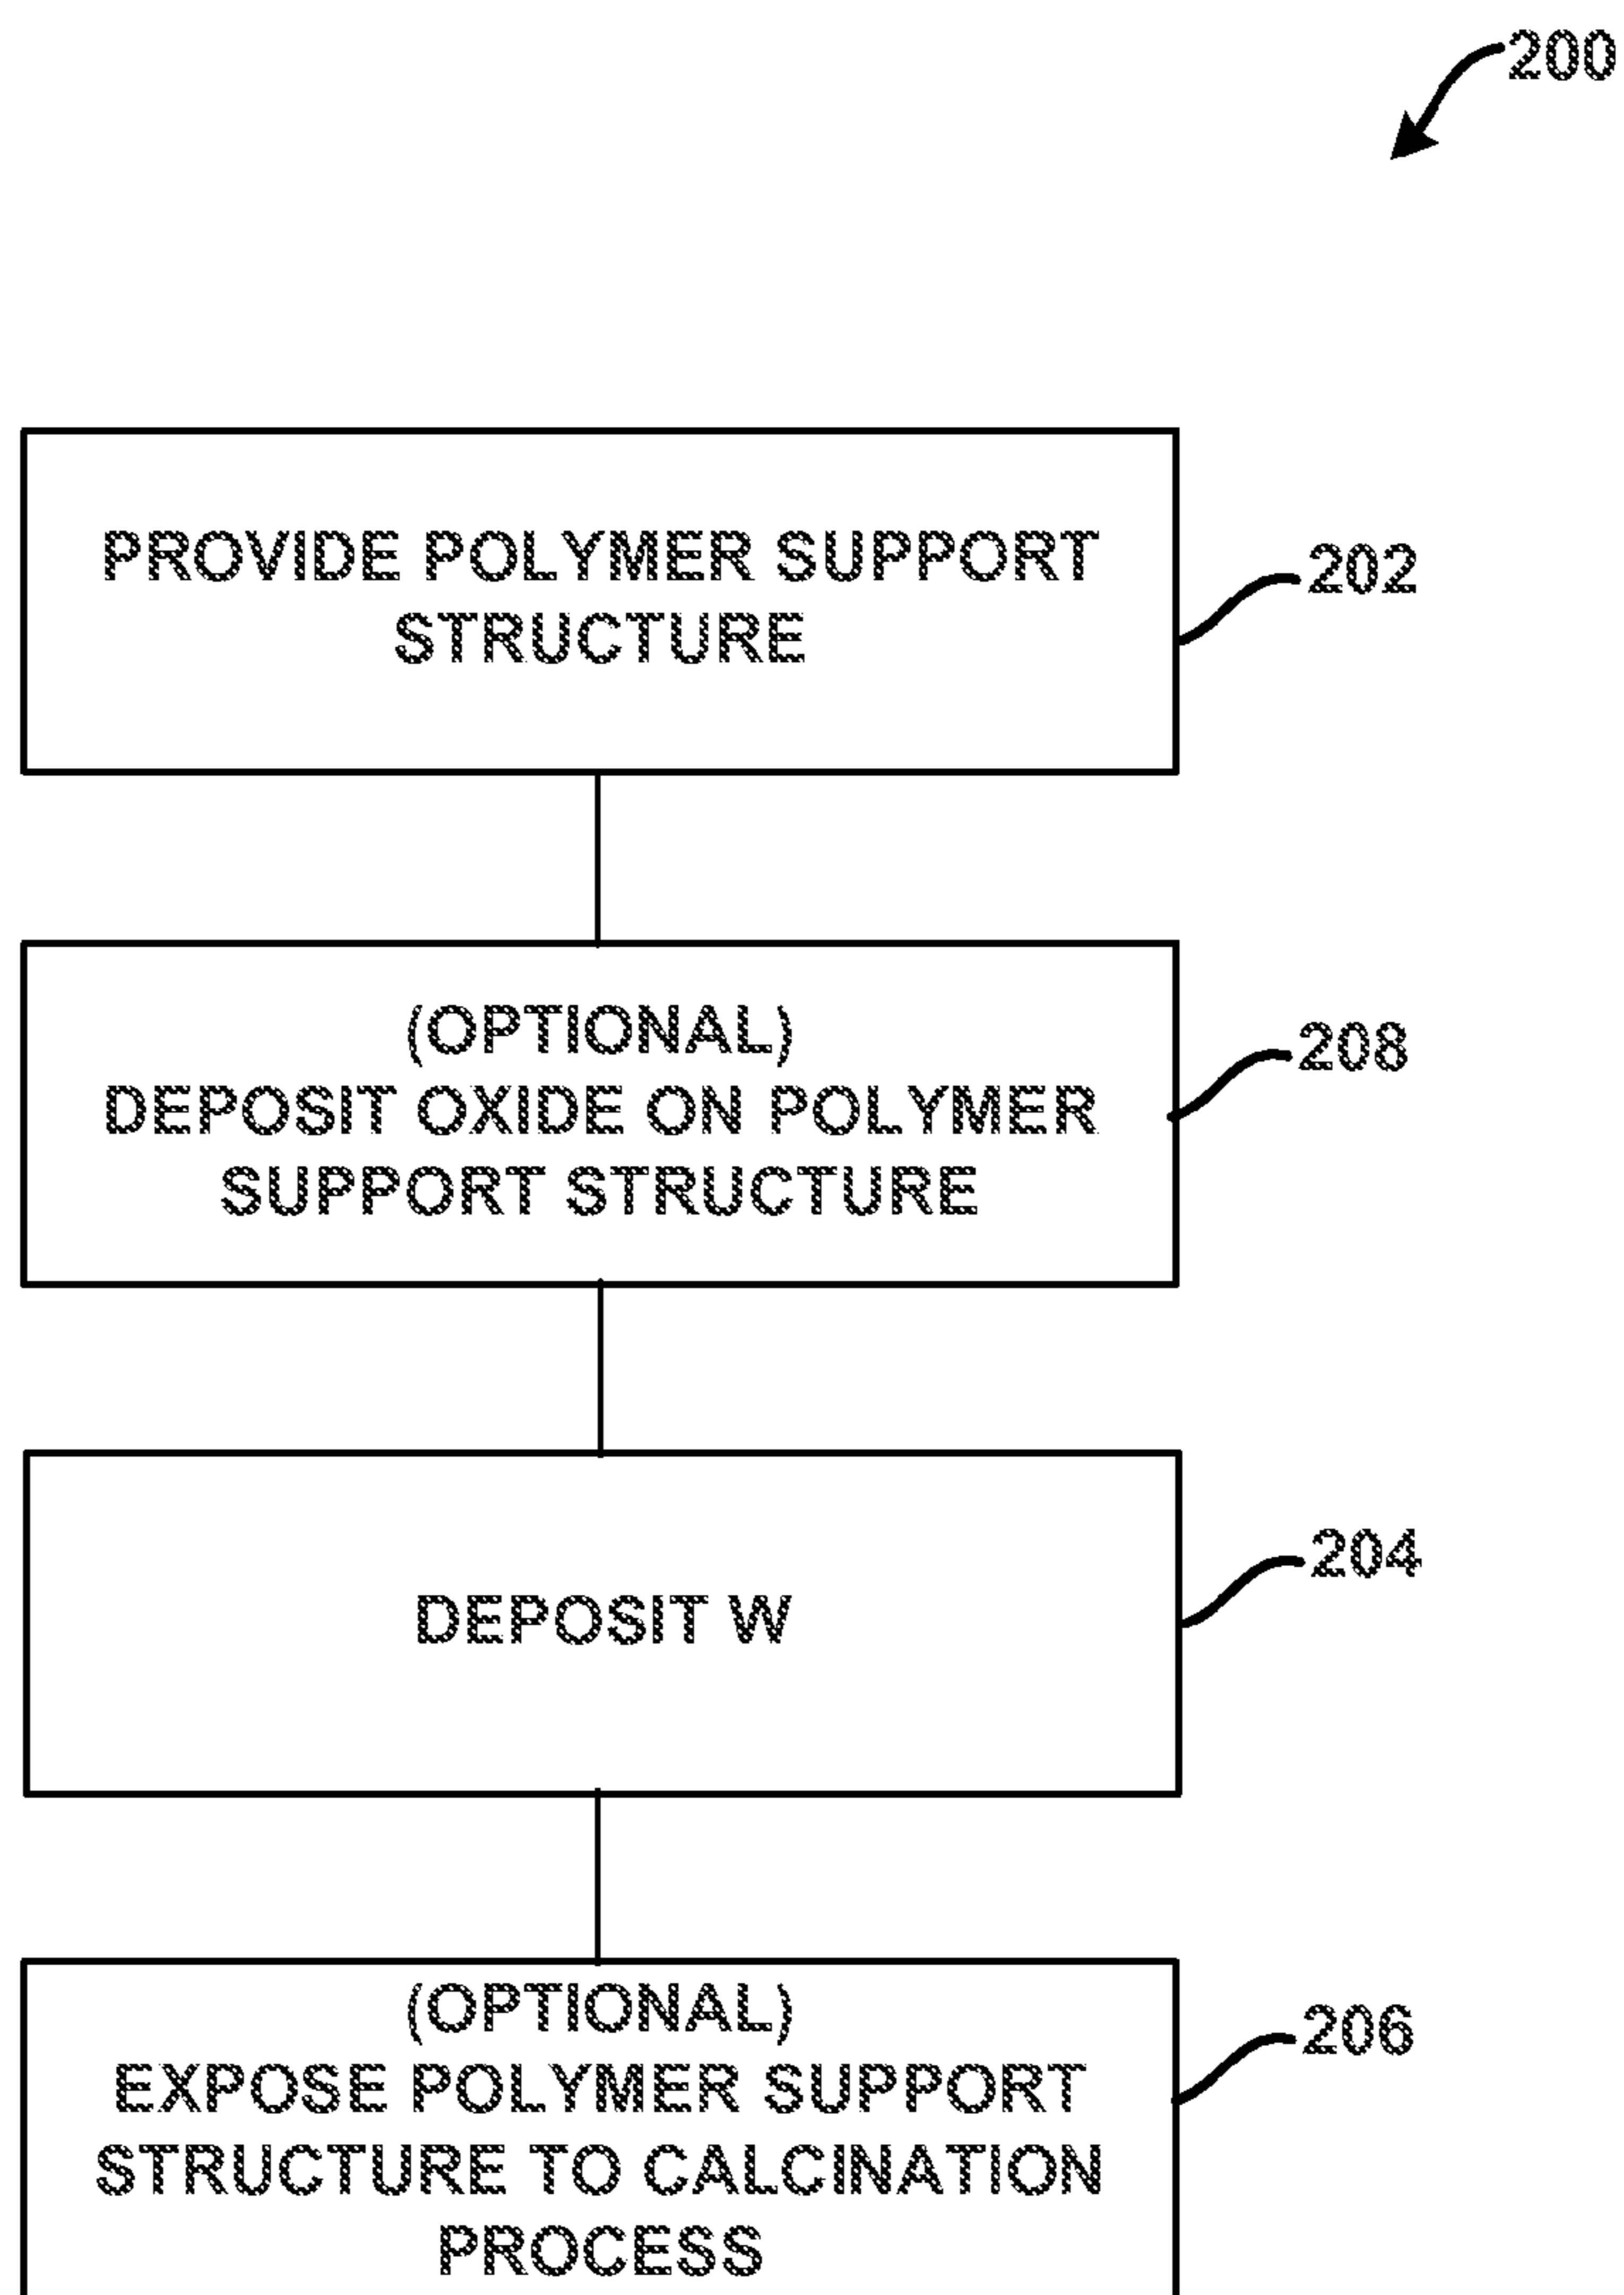 200
PROVIDE POLYMER SUPPORT
STRUCTURE
202
(OPTIONAL)
DEPOSIT OXIDE ON POLYMER
SUPPORT STRUCTURE
208
DEPOSIT W
204
(OPTIONAL)
EXPOSE POLYMER SUPPORT
STRUCTURE TO CALCINATION
PROCESS
206